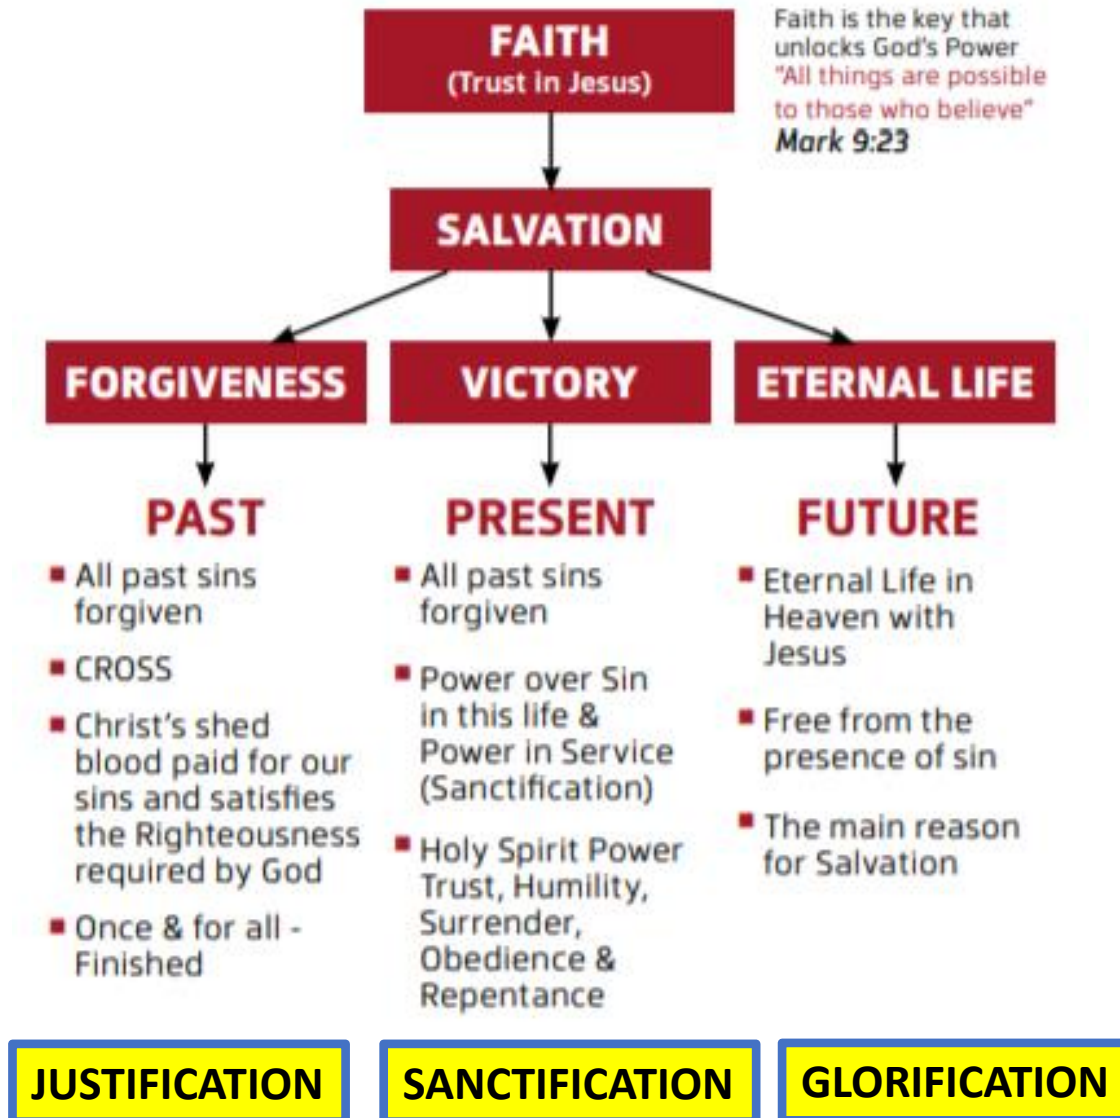 FAITH
(Trust in Jesus)
Faith is the key that
unlocks God's Power
"All things are possible
to those who believe"
Mark 9:23
SALVATION
FORGIVENESS
VICTORY
ETERNAL LIFE
PAST
All past sins
forgiven
CROSS
Christ's shed
blood paid for our
sins and satisfies
the Righteousness
required by God
Once & for all -
Finished
PRESENT
All past sins
forgiven
Power over Sin
in this life &
Power in Service
(Sanctification)
Holy Spirit Power
Trust, Humility,
Surrender,
Obedience &
Repentance
FUTURE
Eternal Life in
Heaven with
Jesus
Free from the
presence of sin
The main reason
for Salvation
JUSTIFICATION
SANCTIFICATION
GLORIFICATION